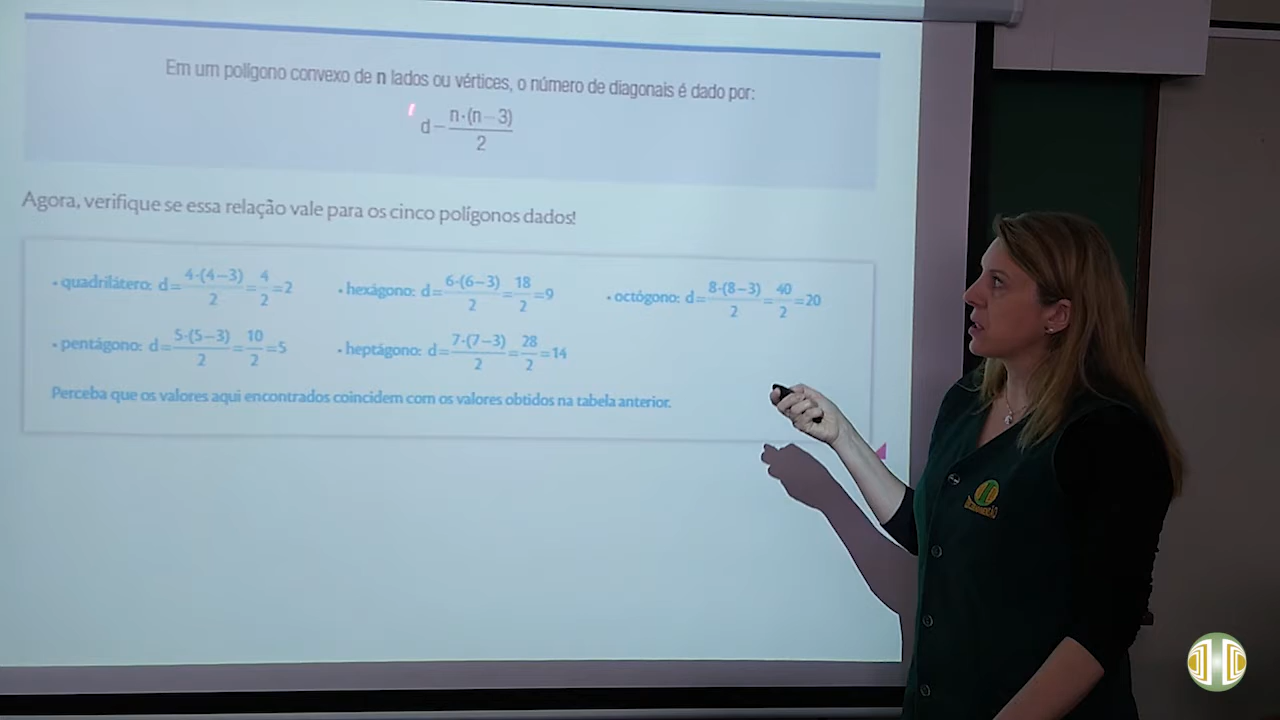 Em um polígono convexo de n lados ou vértices, o número de diagonais é dado por:
d=n·(n-3)/2
Agora, verifique se essa relação vale para os cinco polígonos dados!
• quadrilátero: d=4·(4-3)/2=4/2=2
• hexágono: d=6·(6-3)/2=18/2=9
• octógono: d=8·(8-3)/2=40/2=20
• pentágono: d=5·(5-3)/2=10/2=5
• heptágono: d=7·(7-3)/2=28/2=14
Perceba que os valores aqui encontrados coincidem com os valores obtidos na tabela anterior.